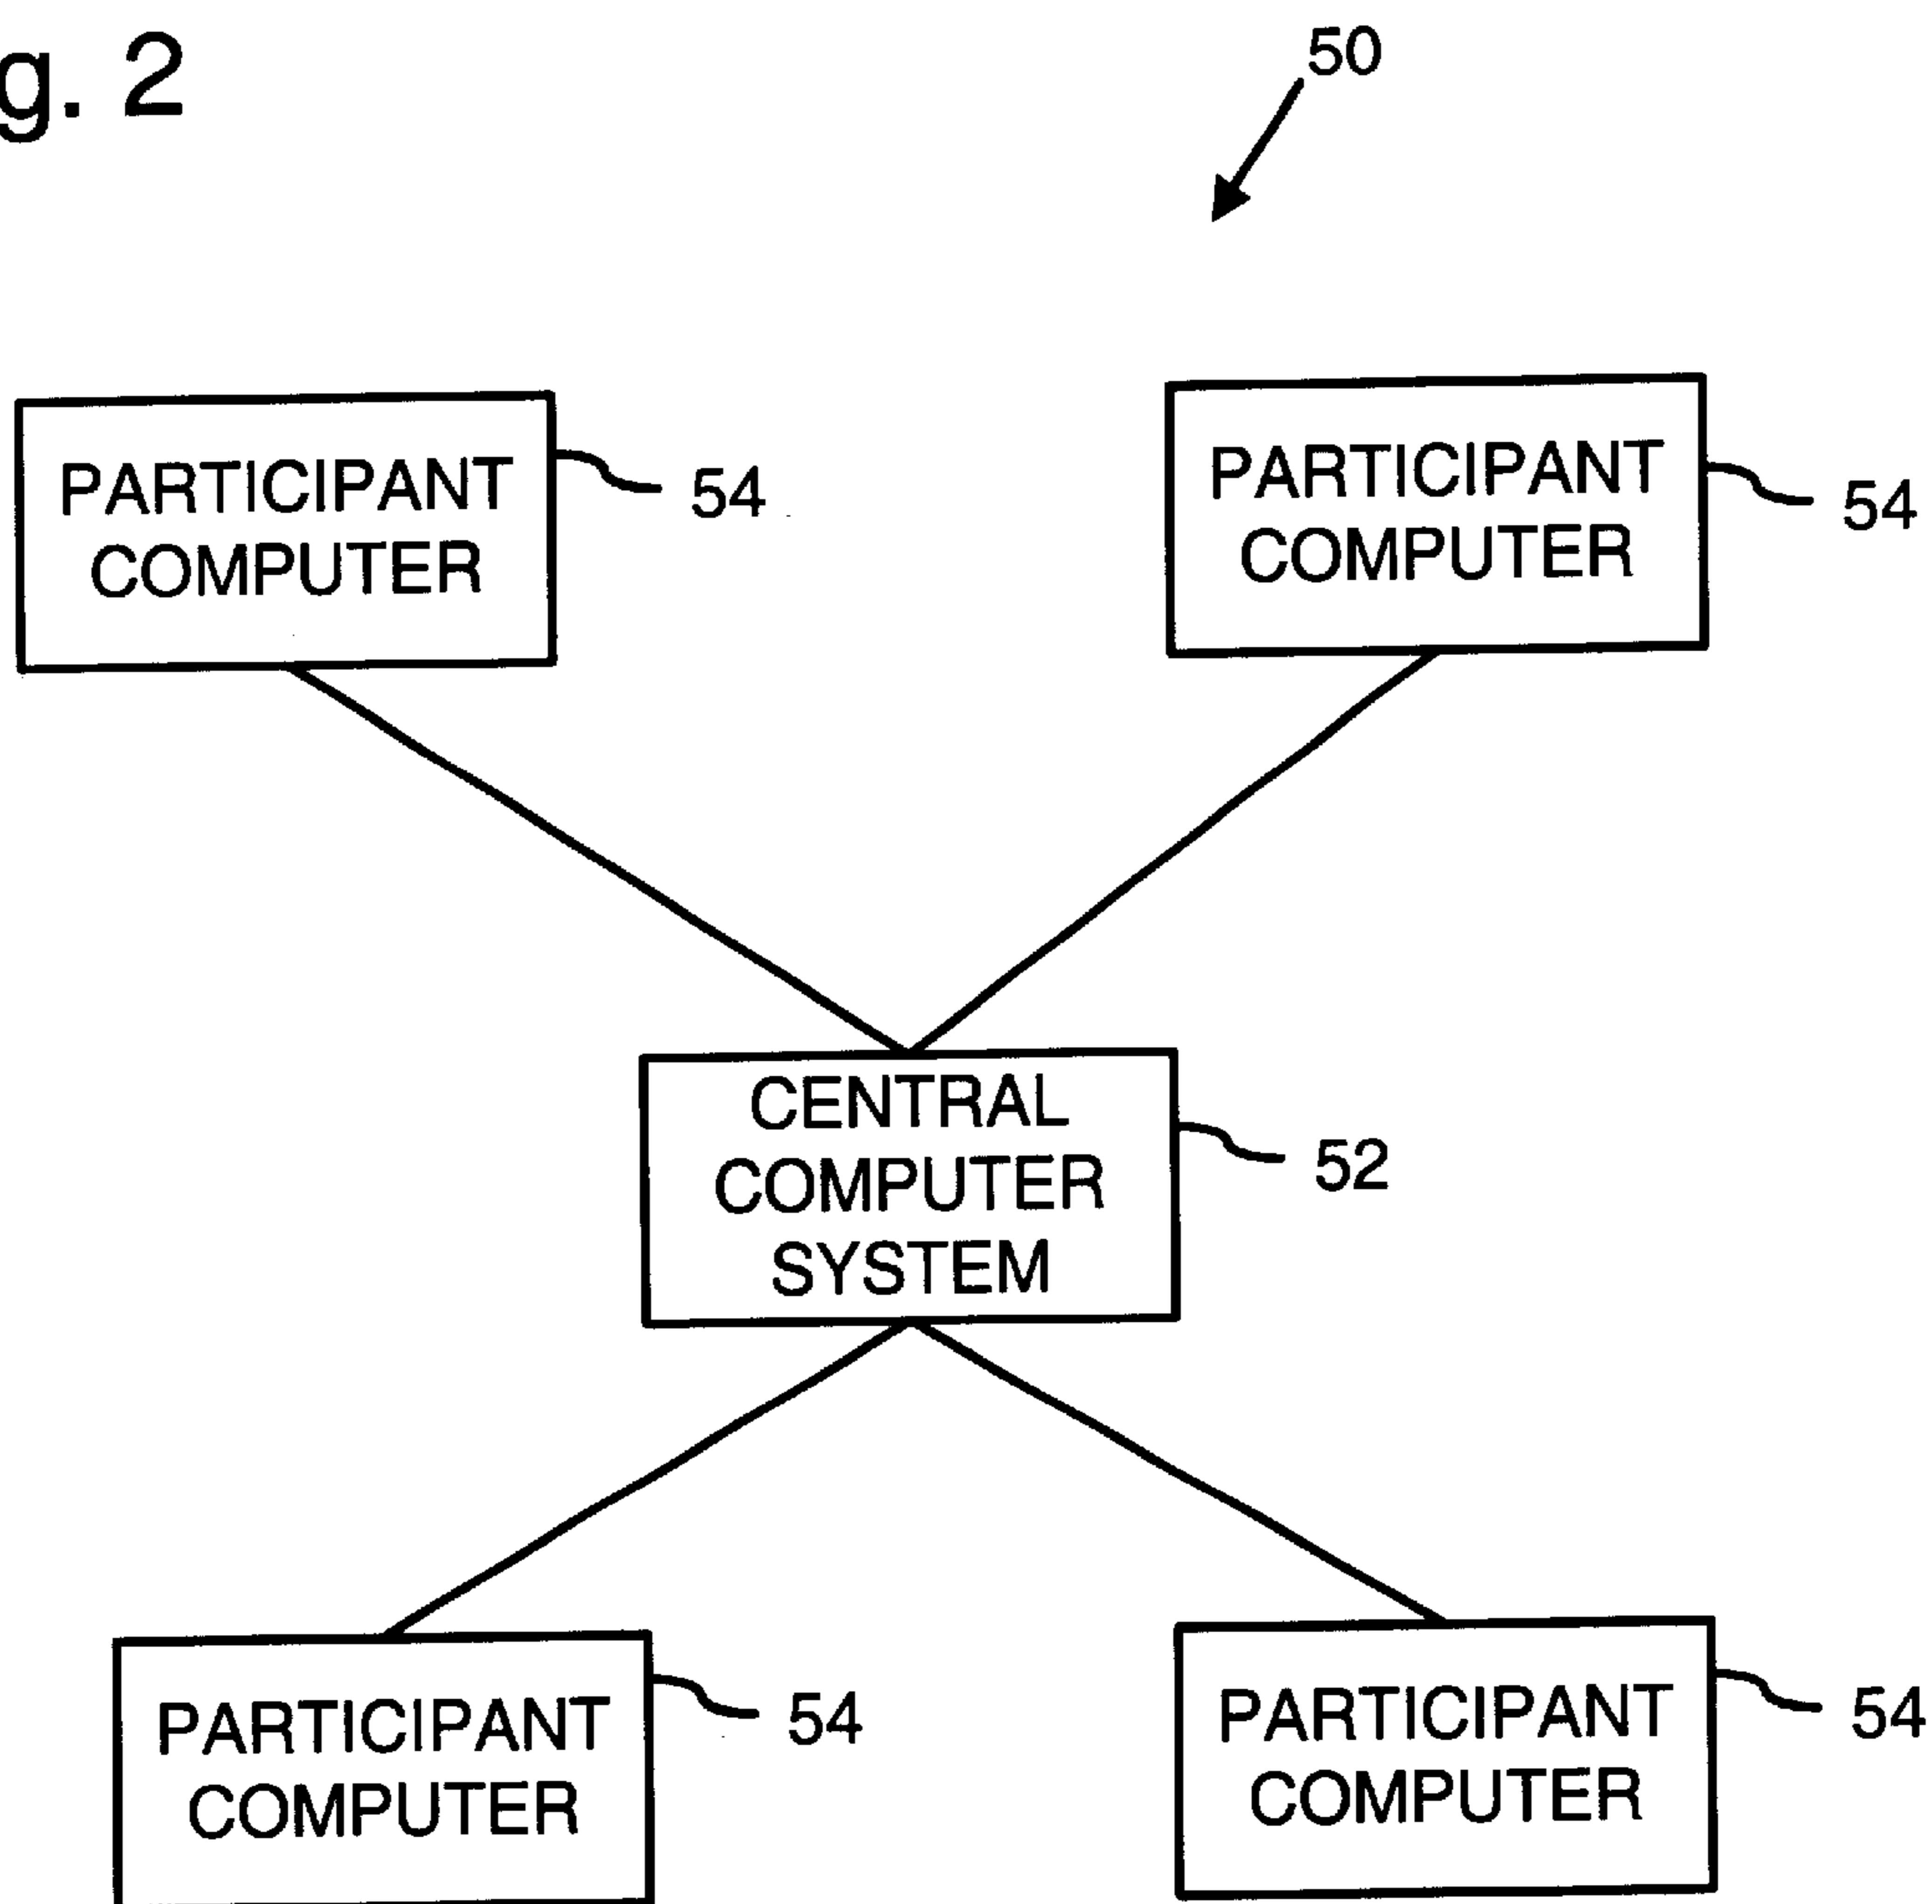 g. 2
50
PARTICIPANT
COMPUTER
54
PARTICIPANT
COMPUTER
54
CENTRAL
COMPUTER
SYSTEM
52
PARTICIPANT
COMPUTER
54
PARTICIPANT
COMPUTER
54